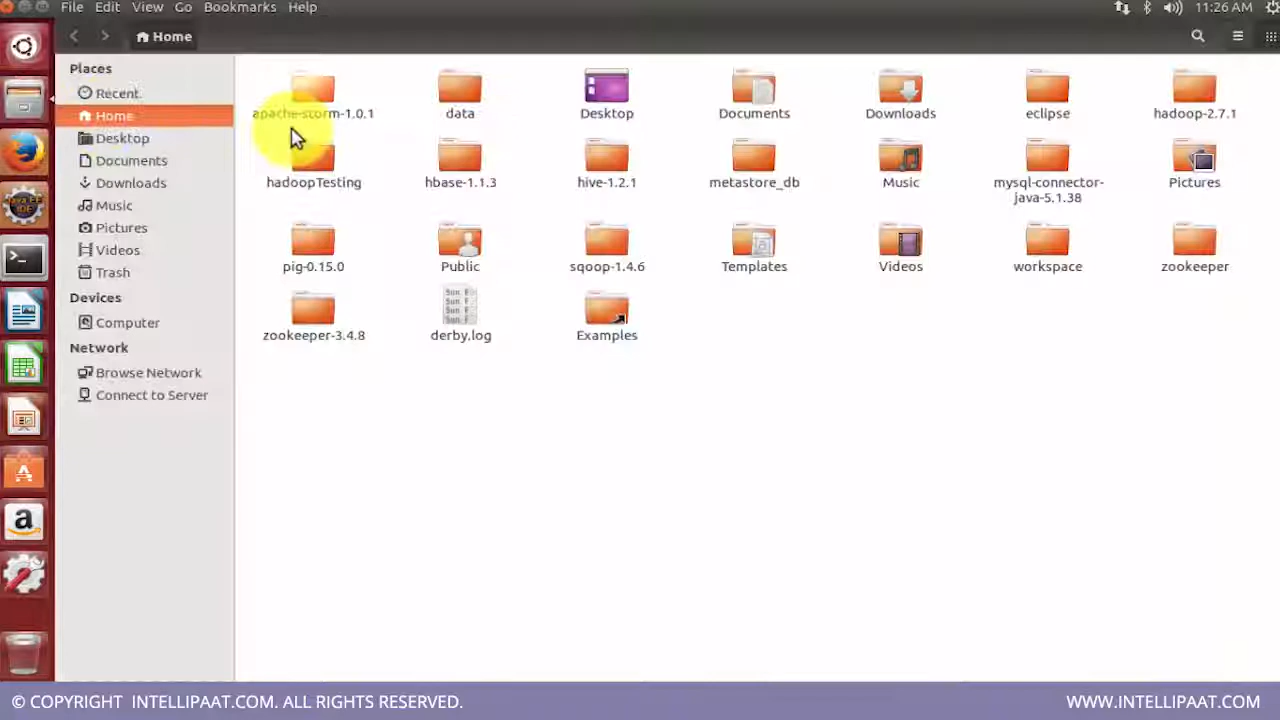 File Edit View Go Bookmarks Help 11:26 AM
Home
Places
Recent
Home
Desktop
Documents
Downloads
Music
Pictures
Videos
Trash
Devices
Computer
Network
Browse Network
Connect to Server
apache-storm-1.0.1 data Desktop Documents Downloads eclipse hadoop-2.7.1
hadoopTesting hbase-1.1.3 hive-1.2.1 metastore_db Music mysql-connector- Pictures
java-5.1.38
pig-0.15.0 Public sqoop-1.4.6 Templates Videos workspace zookeeper
zookeeper-3.4.8 derby.log Examples
© COPYRIGHT INTELLIPAAT.COM. ALL RIGHTS RESERVED. WWW.INTELLIPAAT.COM